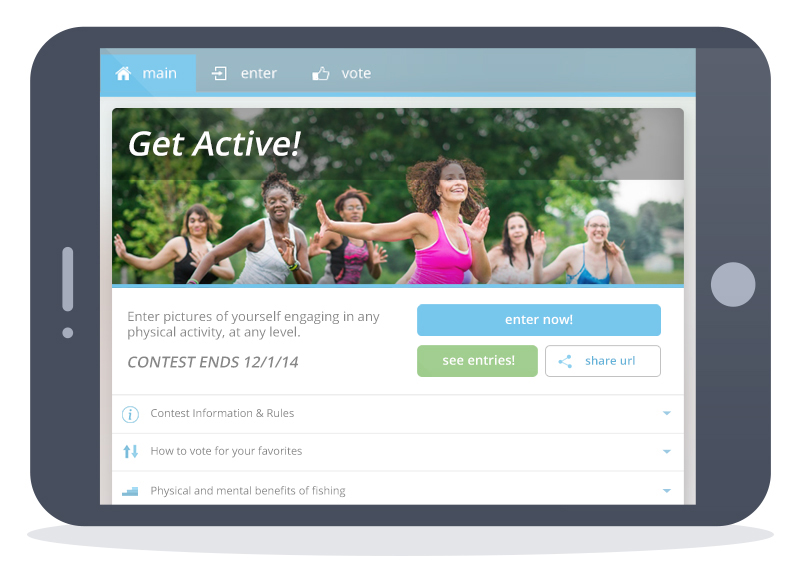 main enter vote
Get Active!
Enter pictures of yourself engaging in any
physical activity, at any level.
CONTEST ENDS 12/1/14
enter now!
see entries! share url
Contest Information & Rules
How to vote for your favorites
Physical and mental benefits of fishing